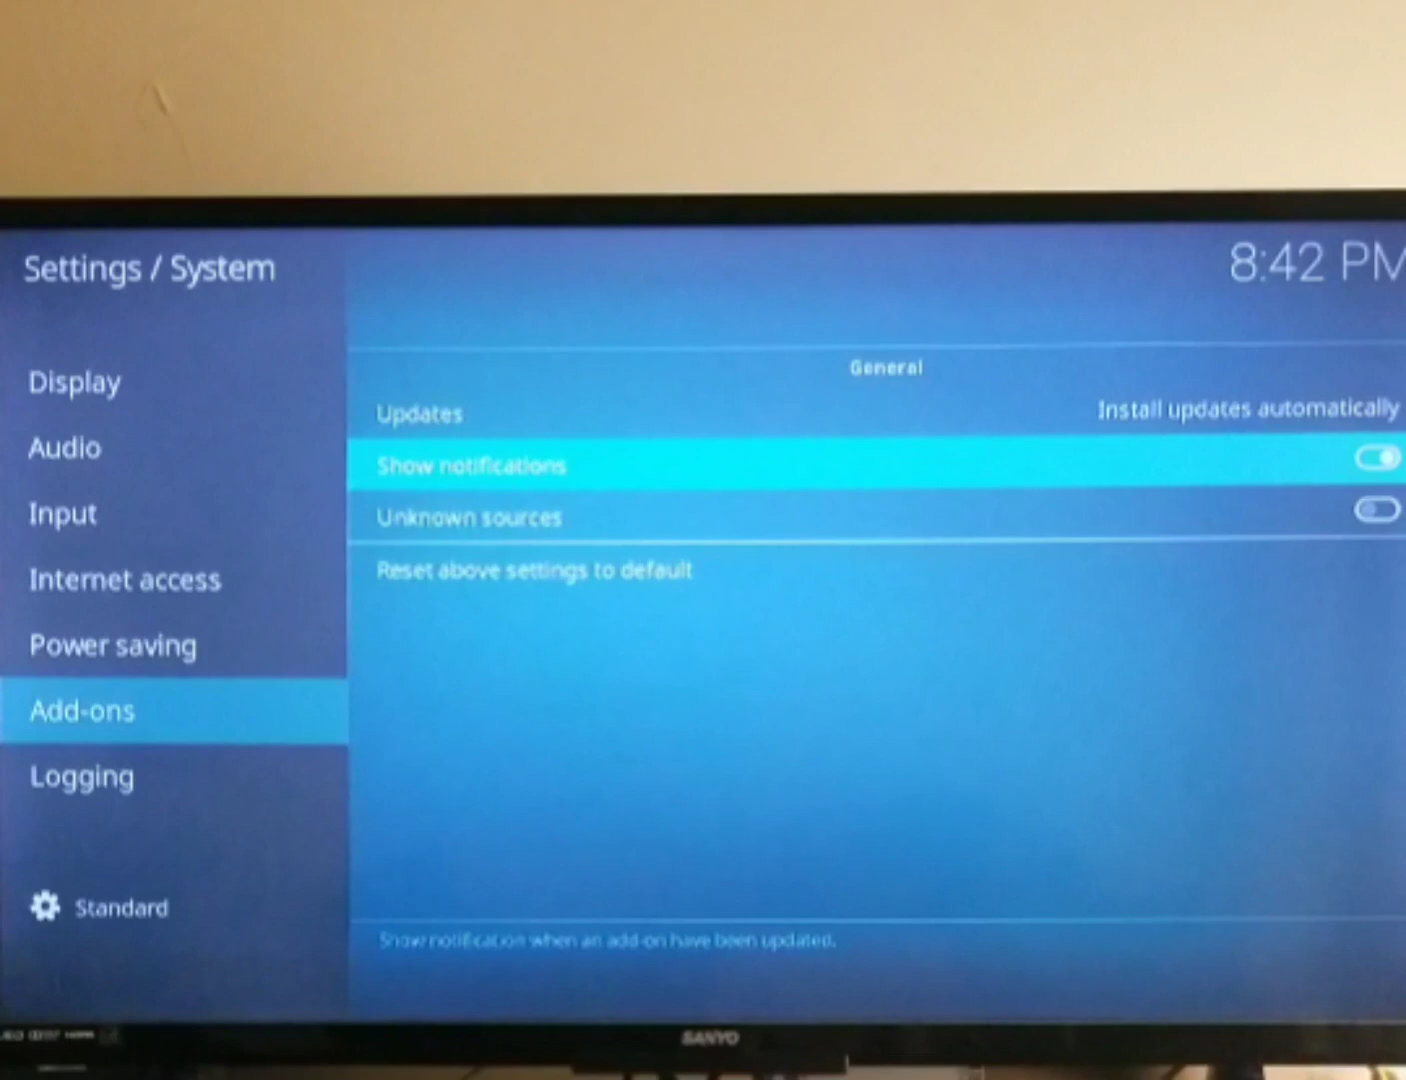 Settings / System
8:42 PM
Display
Audio
Input
Internet access
Power saving
Add-ons
Logging
Standard
General
Updates
Install updates automatically
Show notifications
Unknown sources
Reset above settings to default
Show notification when an add-on have been updated.
SANYO